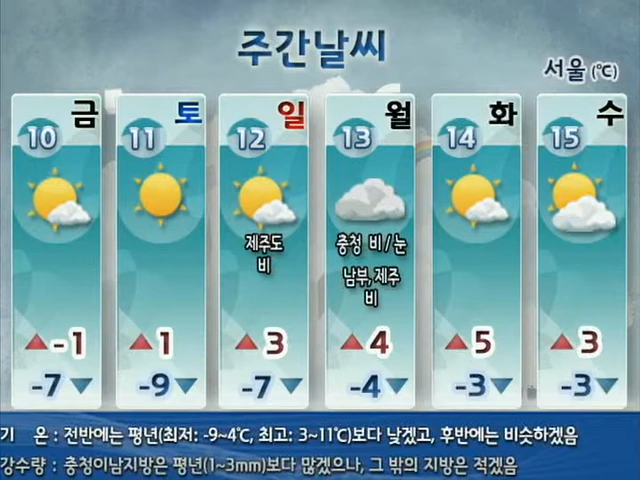 주간날씨
서울(℃)
금 토 일 월 화 수
10 11 12 13 14 15
제주도 충청 비/눈
비 남부,제주
비
▲-1 ▲1 ▲3 ▲4 ▲5 ▲3
-7▼ -9▼ -7▼ -4▼ -3▼ -3▼
기 온 : 전반에는 평년(최저: -9~4℃, 최고: 3~11℃)보다 낮겠고, 후반에는 비슷하겠음
강수량 : 충청이남지방은 평년(1~3mm)보다 많겠으나, 그 밖의 지방은 적겠음